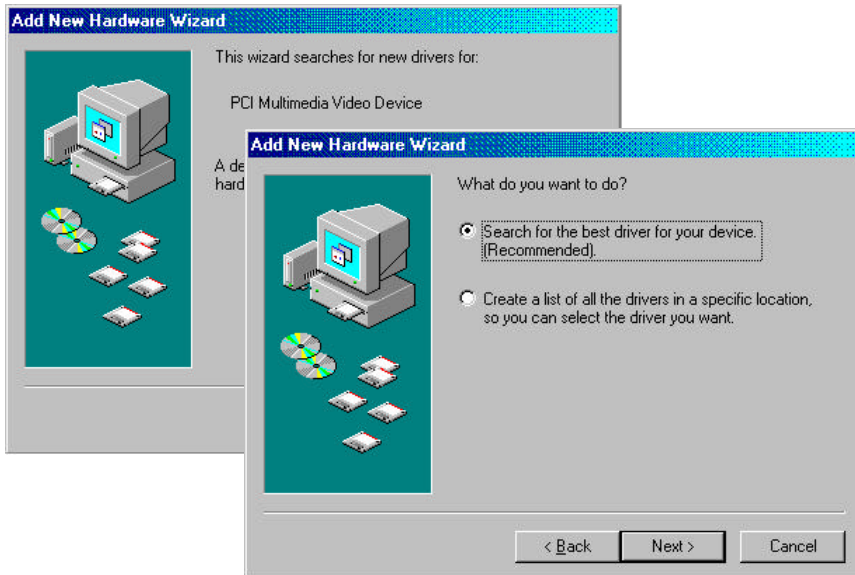 Add New Hardware Wizard
This wizard searches for new drivers for:
PCI Multimedia Video Device
A de
hard
Add New Hardware Wizard
What do you want to do?
Search for the best driver for your device.
(Recommended).
Create a list of all the drivers in a specific location,
so you can select the driver you want.
< Back
Next >
Cancel